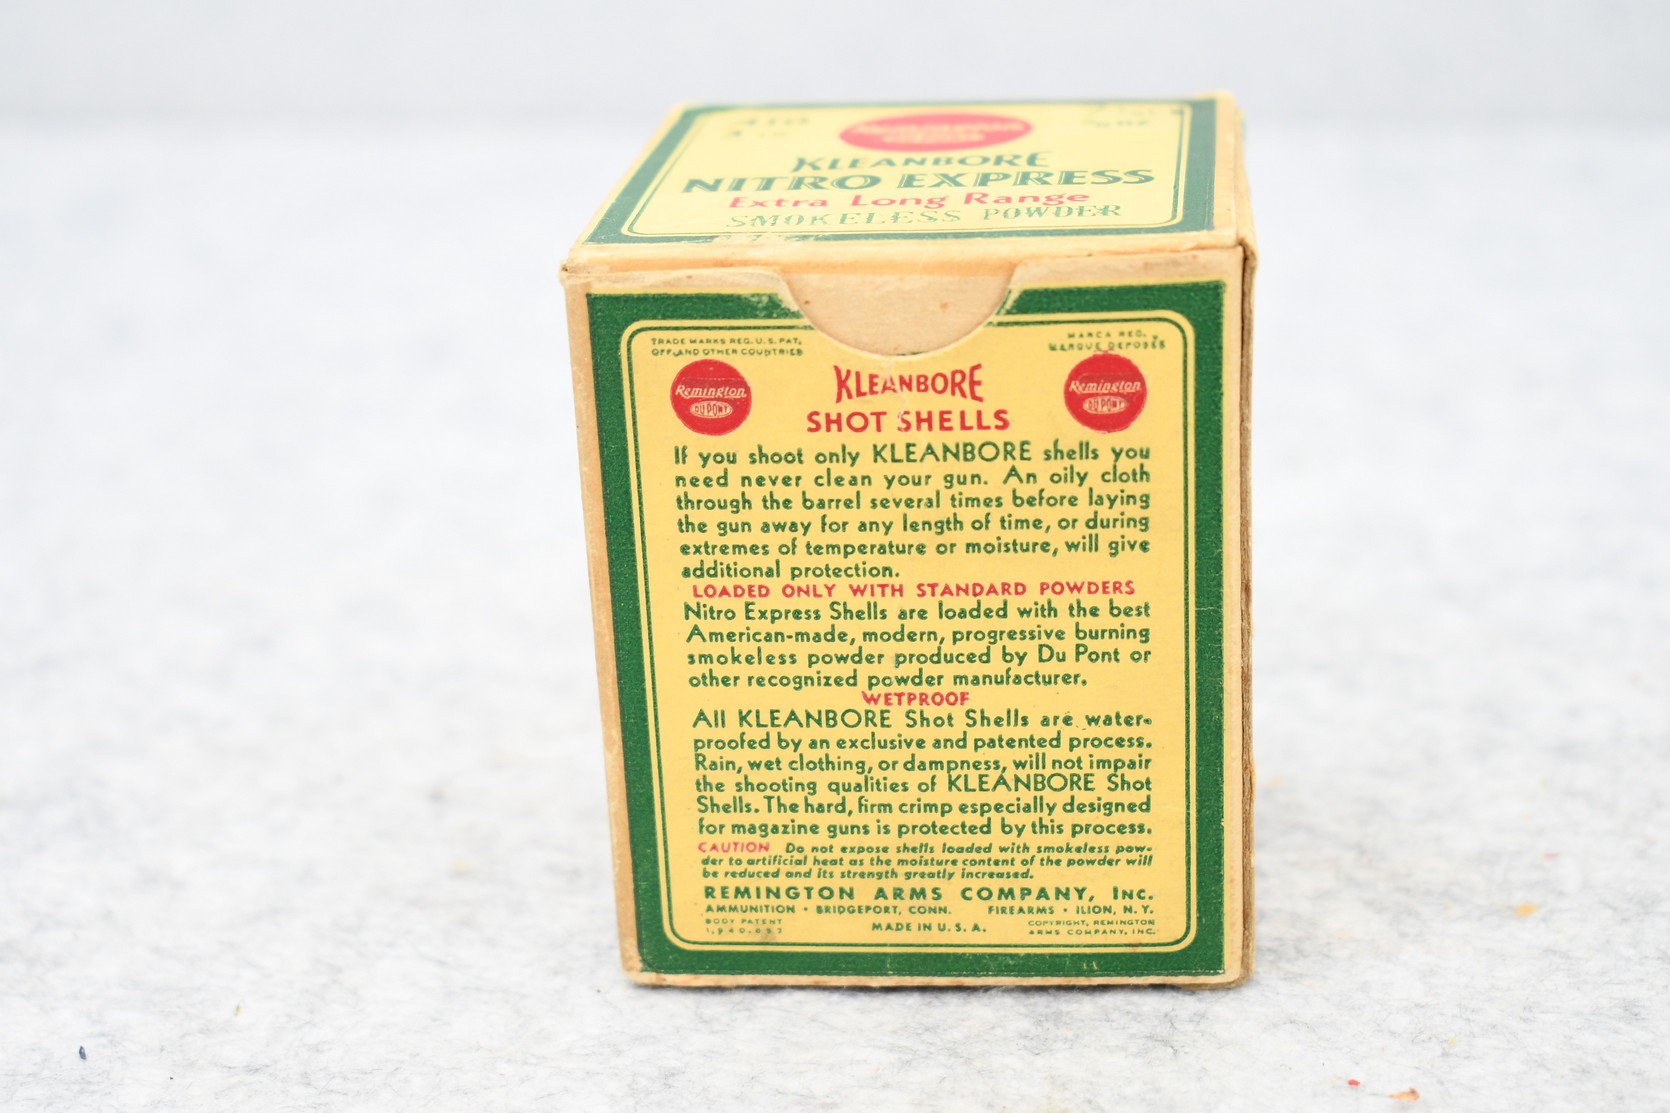 410
KLEANBORE
NITRO EXPRESS
Extra Long Range
SMOKELESS POWDER
TRADE MARKS REG. U. S. PAT.
OFF. AND OTHER COUNTRIES
MARCA REG.
MARQUE DEPOSÉE
Remington
DU PONT
Remington
DU PONT
KLEANBORE
SHOT SHELLS
If you shoot only KLEANBORE shells you
need never clean your gun. An oily cloth
through the barrel several times before laying
the gun away for any length of time, or during
extremes of temperature or moisture, will give
additional protection.
LOADED ONLY WITH STANDARD POWDERS
Nitro Express Shells are loaded with the best
American-made, modern, progressive burning
smokeless powder produced by Du Pont or
other recognized powder manufacturer.
WETPROOF
All KLEANBORE Shot Shells are water-
proofed by an exclusive and patented process.
Rain, wet clothing, or dampness, will not impair
the shooting qualities of KLEANBORE Shot
Shells. The hard, firm crimp especially designed
for magazine guns is protected by this process.
CAUTION Do not expose shells loaded with smokeless pow-
der to artificial heat as the moisture content of the powder will
be reduced and its strength greatly increased.
REMINGTON ARMS COMPANY, Inc.
AMMUNITION · BRIDGEPORT, CONN. FIREARMS · ILION, N. Y.
BODY PATENT
MADE IN U. S. A.
COPYRIGHT, REMINGTON
ARMS COMPANY, INC.